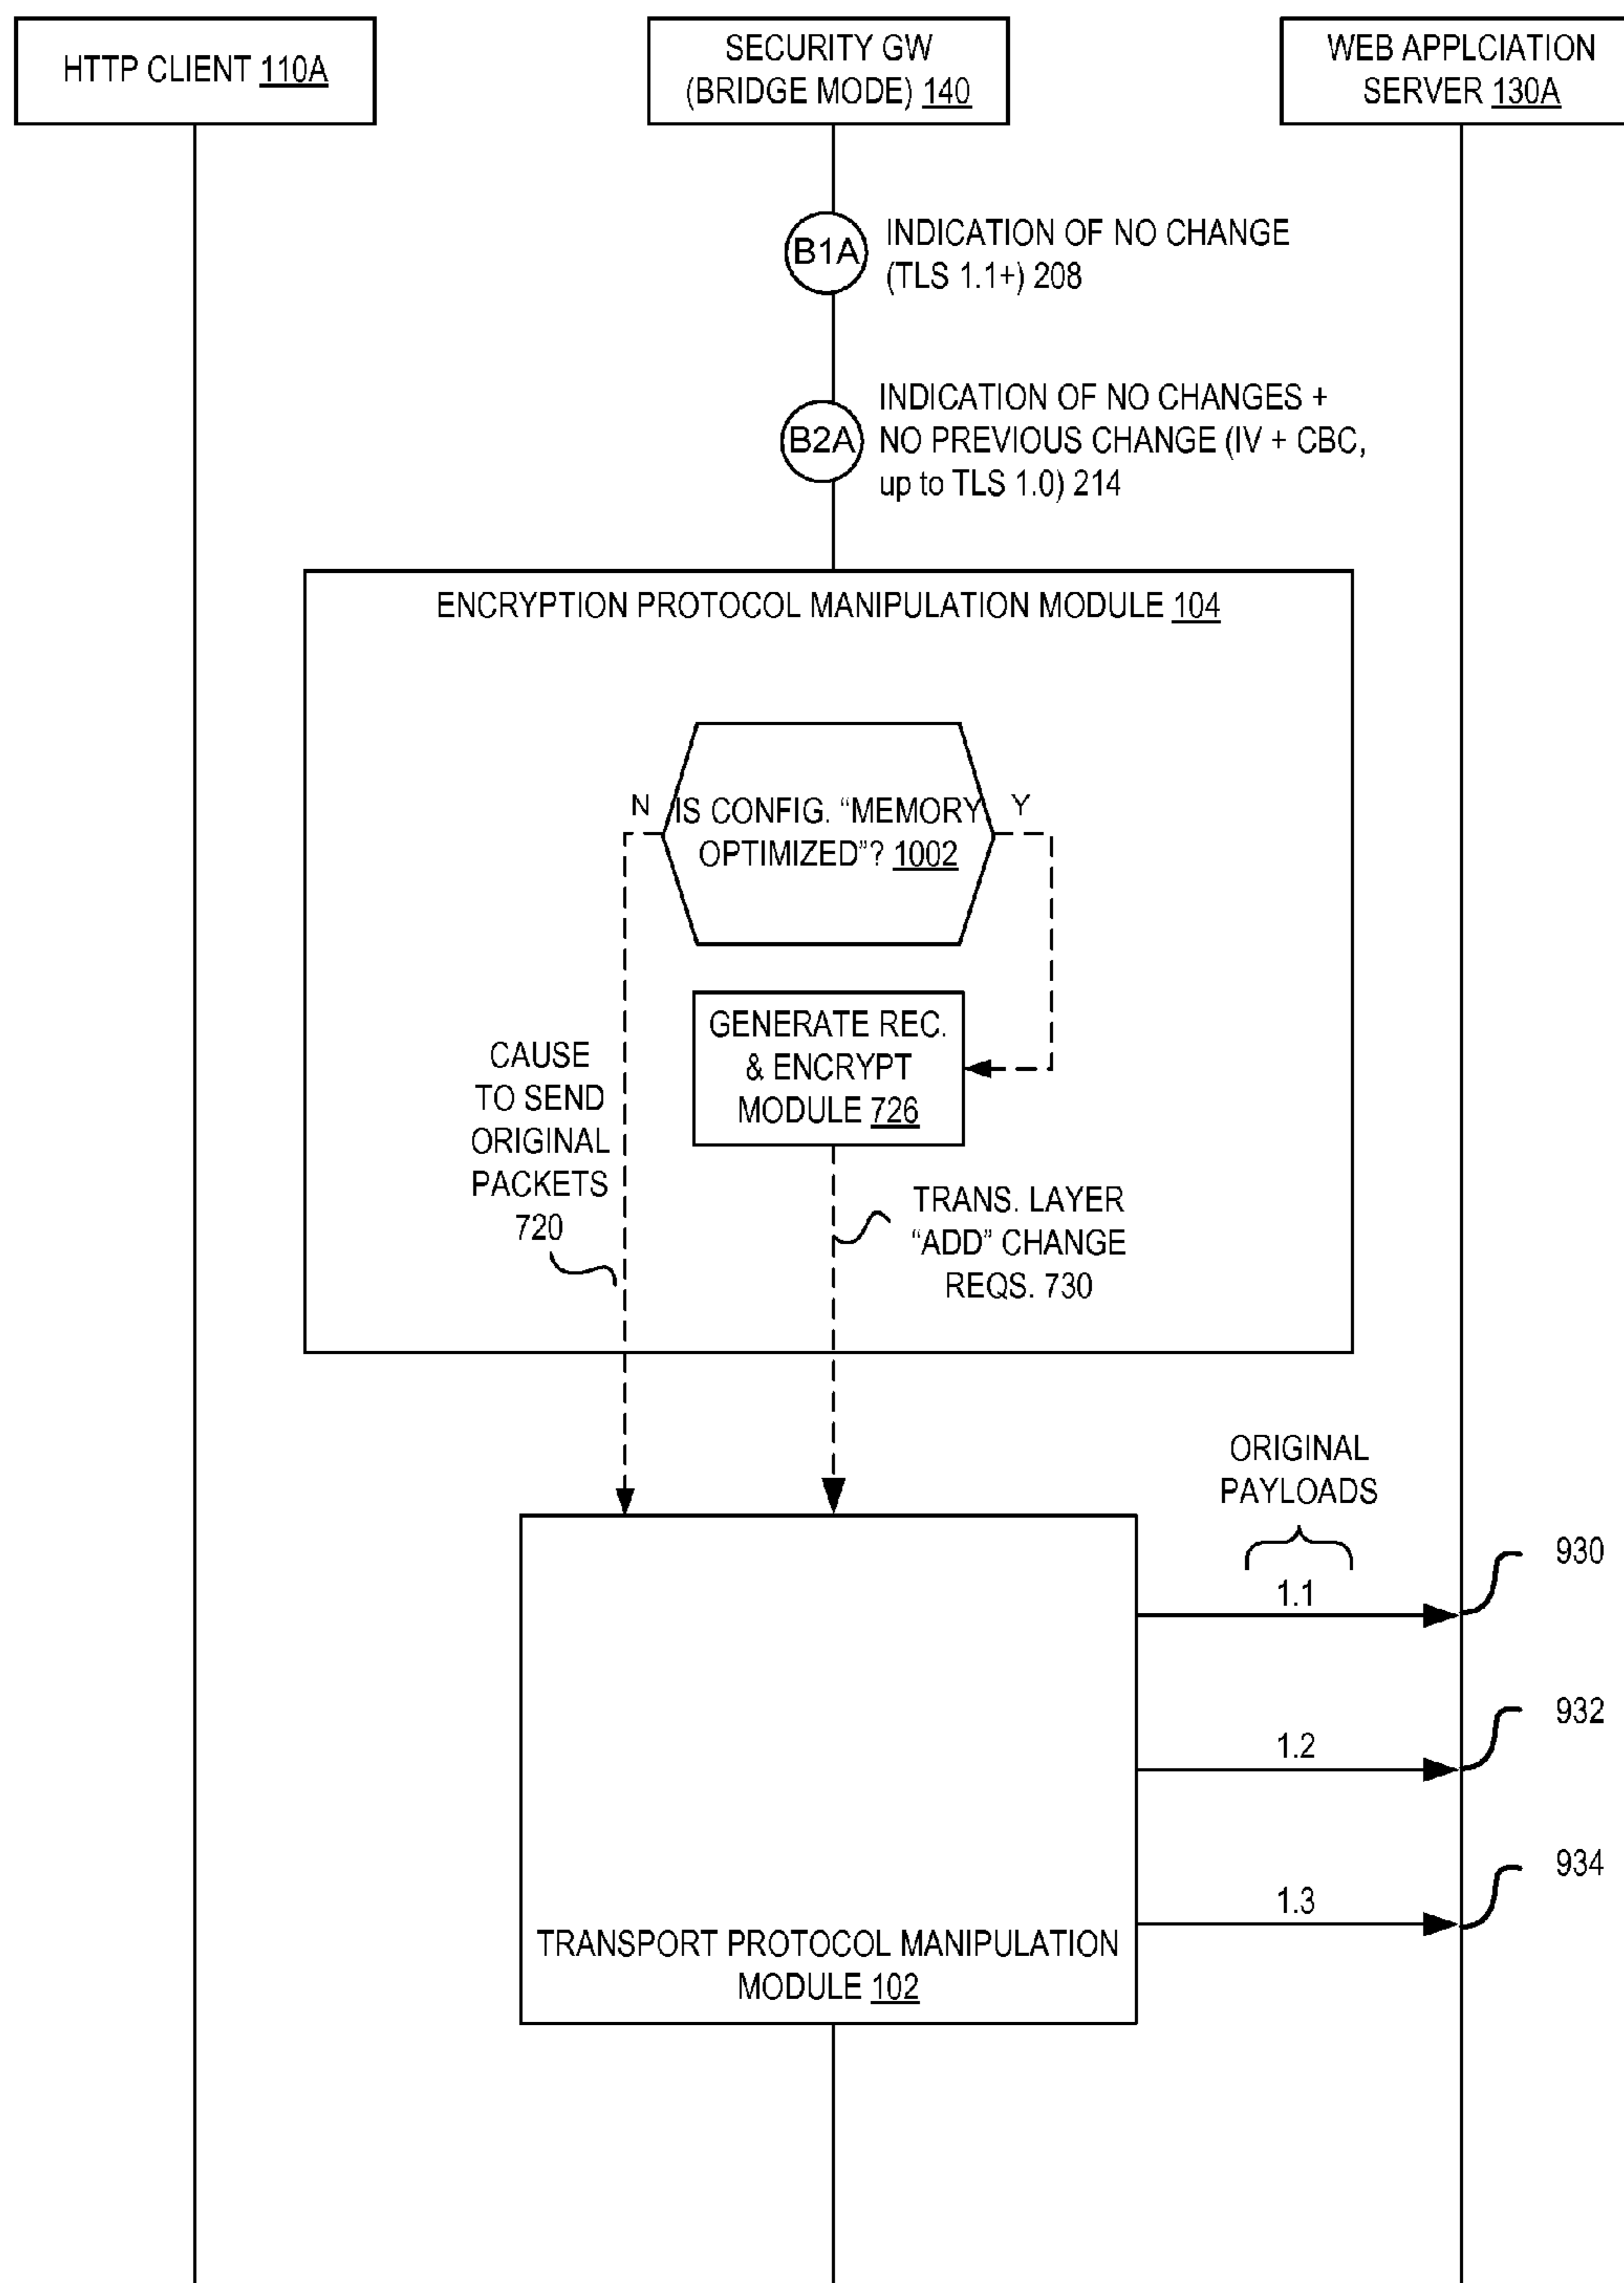 HTTP CLIENT 110A
SECURITY GW
(BRIDGE MODE) 140
WEB APPLCIATION
SERVER 130A
B1A
INDICATION OF NO CHANGE
(TLS 1.1+) 208
B2A
INDICATION OF NO CHANGES +
NO PREVIOUS CHANGE (IV + CBC,
up to TLS 1.0) 214
ENCRYPTION PROTOCOL MANIPULATION MODULE 104
N
IS CONFIG. “MEMORY
OPTIMIZED”? 1002
Y
GENERATE REC.
& ENCRYPT
MODULE 726
CAUSE
TO SEND
ORIGINAL
PACKETS
720
TRANS. LAYER
“ADD” CHANGE
REQS. 730
ORIGINAL
PAYLOADS
1.1
930
1.2
932
1.3
934
TRANSPORT PROTOCOL MANIPULATION
MODULE 102